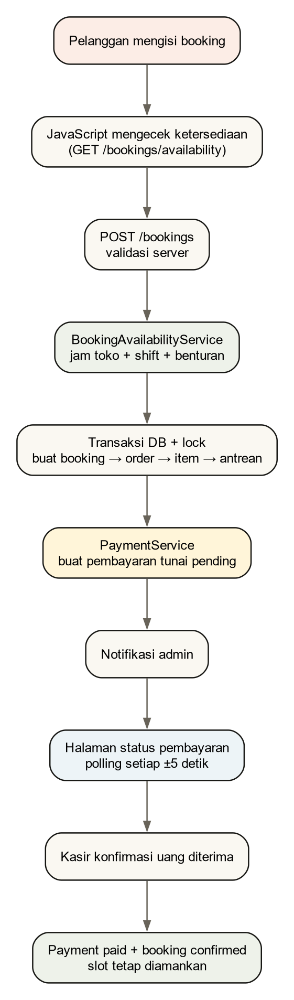 Pelanggan mengisi booking
JavaScript mengecek ketersediaan
(GET /bookings/availability)
POST /bookings
validasi server
BookingAvailabilityService
jam toko + shift + benturan
Transaksi DB + lock
buat booking → order → item → antrean
PaymentService
buat pembayaran tunai pending
Notifikasi admin
Halaman status pembayaran
polling setiap ±5 detik
Kasir konfirmasi uang diterima
Payment paid + booking confirmed
slot tetap diamankan